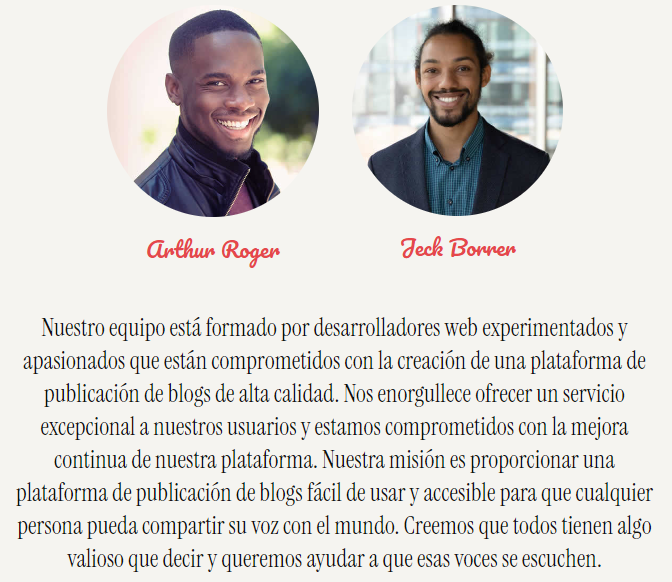 Arthur Roger
Jeck Borrer
Nuestro equipo está formado por desarrolladores web experimentados y
apasionados que están comprometidos con la creación de una plataforma de
publicación de blogs de alta calidad. Nos enorgullece ofrecer un servicio
excepcional a nuestros usuarios y estamos comprometidos con la mejora
continua de nuestra plataforma. Nuestra misión es proporcionar una
plataforma de publicación de blogs fácil de usar y accesible para que cualquier
persona pueda compartir su voz con el mundo. Creemos que todos tienen algo
valioso que decir y queremos ayudar a que esas voces se escuchen.